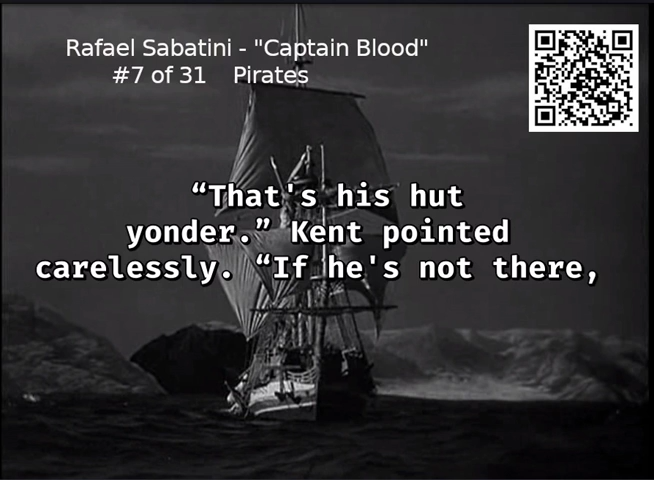 Rafael Sabatini - "Captain Blood"
#7 of 31    Pirates
“That's his hut
yonder.” Kent pointed
carelessly. “If he's not there,